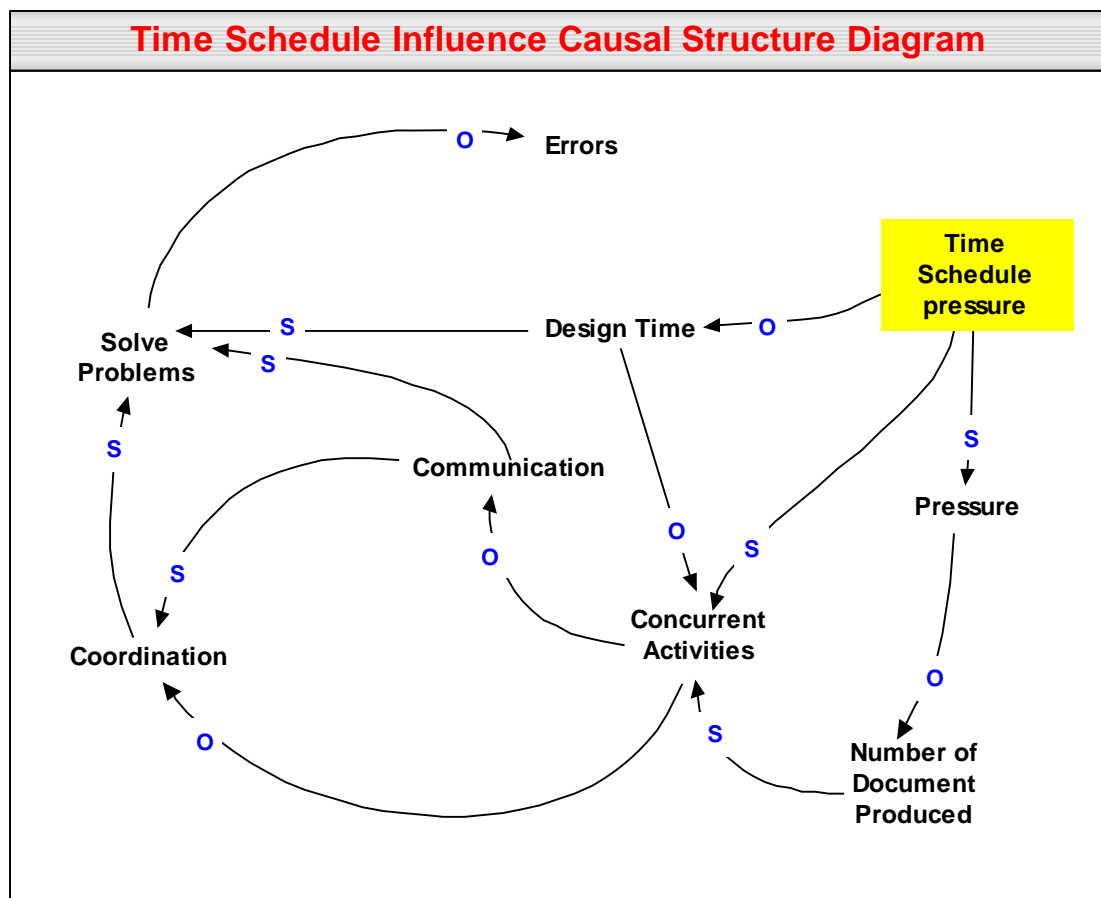 Time Schedule Influence Causal Structure Diagram
O
Errors
Time
Schedule
pressure
Solve
Problems
S
Design Time
O
S
S
Communication
S
Pressure
O
S
O
S
Concurrent
Activities
Coordination
O
O
S
Number of
Document
Produced